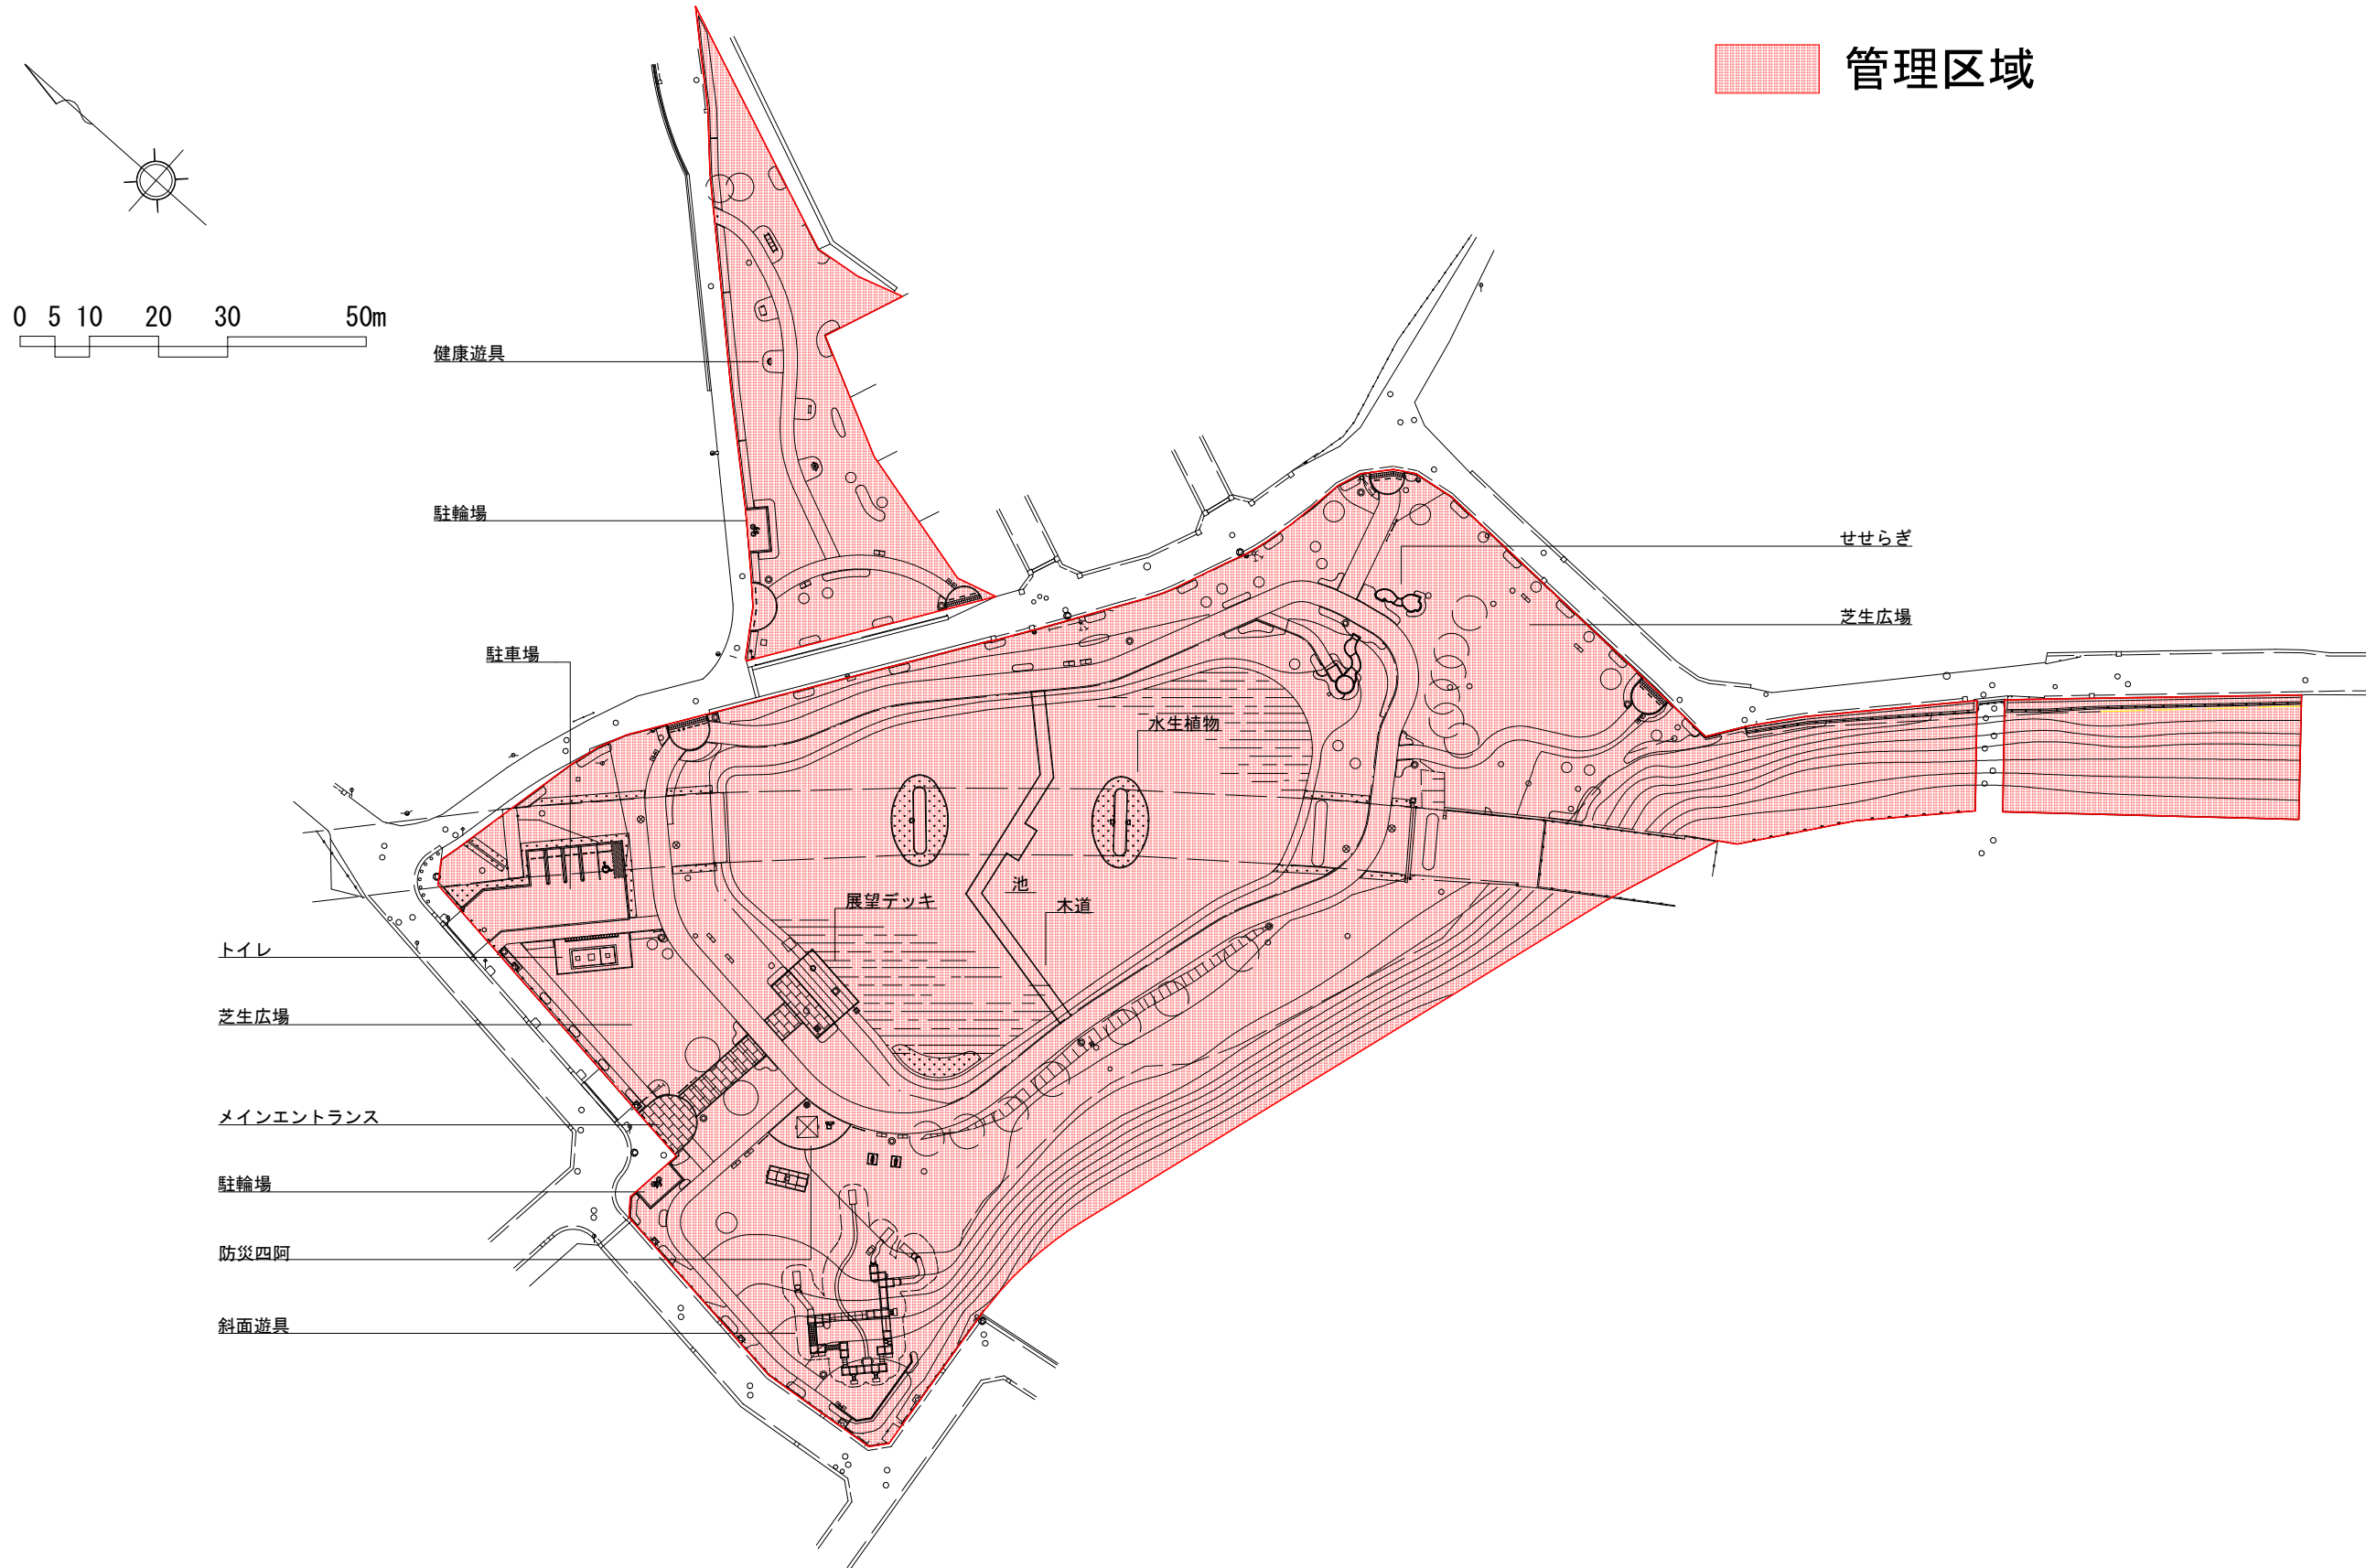 管理区域
0 5 10 20 30 50m
健康遊具
駐輪場
せせらぎ
芝生広場
駐車場
水生植物
池
展望デッキ
木道
トイレ
芝生広場
メインエントランス
駐輪場
防災四阿
斜面遊具